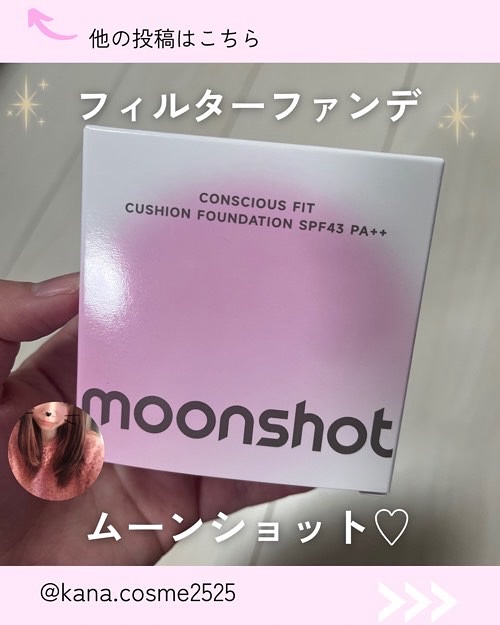 他の投稿はこちら
フィルターファンデ
CONSCIOUS FIT
CUSHION FOUNDATION SPF43 PA++
moonshot
ムーンショット♡
@kana.cosme2525